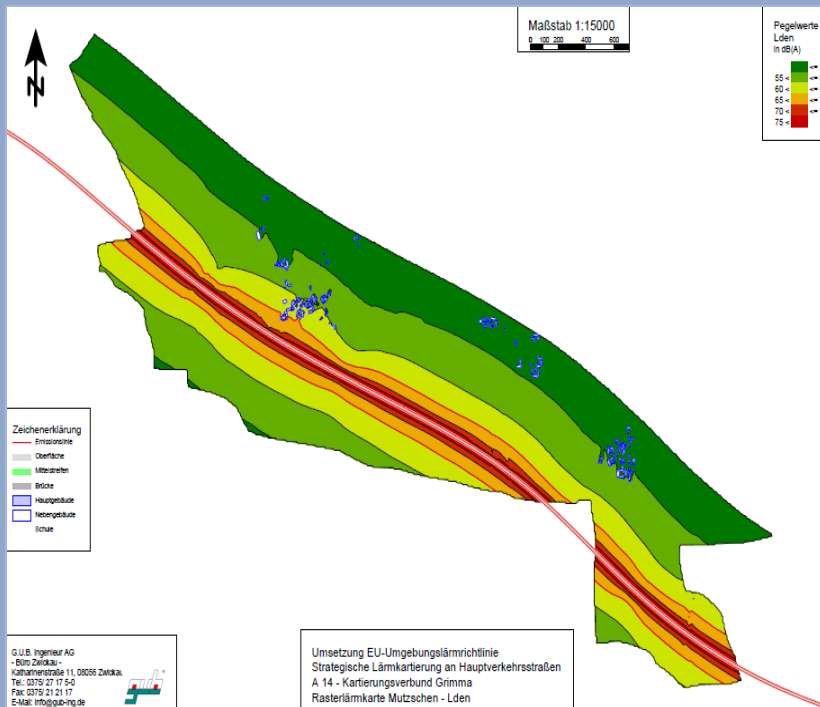 Maßstab 1:15000
0 100 200 400 600
Pegelwerte
Lden
in dB(A)
<=
55 < <=
60 < <=
65 < <=
70 < <=
75 <
N
Zeichenerklärung
Emissionslinie
Oberfläche
Mittelstreifen
Brücke
Hauptgebäude
Nebengebäude
Schule
G.U.B. Ingenieur AG
- Büro Zwickau -
Katharinenstraße 11, 08056 Zwickau
Tel.: 0375/ 27 17 5-0
Fax: 0375/ 21 21 17
E-Mail: info@gub-ing.de
gub
Umsetzung EU-Umgebungslärmrichtlinie
Strategische Lärmkartierung an Hauptverkehrsstraßen
A 14 - Kartierungsverbund Grimma
Rasterlärmkarte Mutzschen - Lden